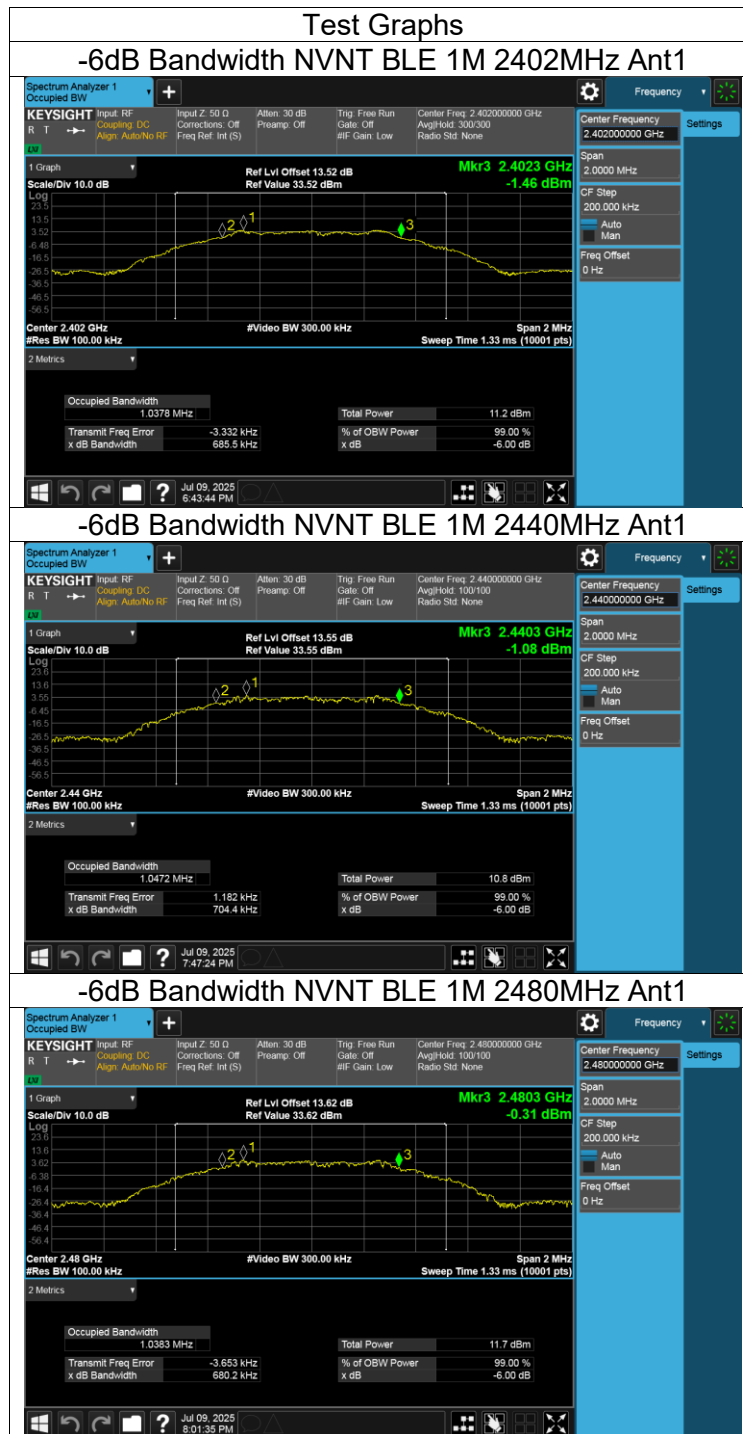 Test Graphs
-6dB Bandwidth NVNT BLE 1M 2402MHz Ant1
Spectrum Analyzer 1
Occupied BW
+
Frequency
KEYSIGHT Input: RF Input Z: 50 Ω Atten: 30 dB Trig: Free Run Center Freq: 2.402000000 GHz
R T Coupling: DC Corrections: Off Preamp: Off Gate: Off Avg|Hold: 300/300
Align: Auto/No RF Freq Ref: Int (S) #IF Gain: Low Radio Std: None
LXI
Center Frequency
2.402000000 GHz
Settings
Span
2.0000 MHz
CF Step
200.000 kHz
Auto
Man
Freq Offset
0 Hz
1 Graph
Scale/Div 10.0 dB
Ref Lvl Offset 13.52 dB
Ref Value 33.52 dBm
Mkr3 2.4023 GHz
-1.46 dBm
Log
23.5
13.5
3.52
-6.48
-16.5
-26.5
-36.5
-46.5
-56.5
2 1 3
Center 2.402 GHz #Video BW 300.00 kHz Span 2 MHz
#Res BW 100.00 kHz Sweep Time 1.33 ms (10001 pts)
2 Metrics
Occupied Bandwidth
1.0378 MHz Total Power 11.2 dBm
Transmit Freq Error -3.332 kHz % of OBW Power 99.00 %
x dB Bandwidth 685.5 kHz x dB -6.00 dB
? Jul 09, 2025
6:43:44 PM
-6dB Bandwidth NVNT BLE 1M 2440MHz Ant1
Spectrum Analyzer 1
Occupied BW
+
Frequency
KEYSIGHT Input: RF Input Z: 50 Ω Atten: 30 dB Trig: Free Run Center Freq: 2.440000000 GHz
R T Coupling: DC Corrections: Off Preamp: Off Gate: Off Avg|Hold: 100/100
Align: Auto/No RF Freq Ref: Int (S) #IF Gain: Low Radio Std: None
LXI
Center Frequency
2.440000000 GHz
Settings
Span
2.0000 MHz
CF Step
200.000 kHz
Auto
Man
Freq Offset
0 Hz
1 Graph
Scale/Div 10.0 dB
Ref Lvl Offset 13.55 dB
Ref Value 33.55 dBm
Mkr3 2.4403 GHz
-1.08 dBm
Log
23.6
13.6
3.55
-6.45
-16.5
-26.5
-36.5
-46.5
-56.5
2 1 3
Center 2.44 GHz #Video BW 300.00 kHz Span 2 MHz
#Res BW 100.00 kHz Sweep Time 1.33 ms (10001 pts)
2 Metrics
Occupied Bandwidth
1.0472 MHz Total Power 10.8 dBm
Transmit Freq Error 1.182 kHz % of OBW Power 99.00 %
x dB Bandwidth 704.4 kHz x dB -6.00 dB
? Jul 09, 2025
7:47:24 PM
-6dB Bandwidth NVNT BLE 1M 2480MHz Ant1
Spectrum Analyzer 1
Occupied BW
+
Frequency
KEYSIGHT Input: RF Input Z: 50 Ω Atten: 30 dB Trig: Free Run Center Freq: 2.480000000 GHz
R T Coupling: DC Corrections: Off Preamp: Off Gate: Off Avg|Hold: 100/100
Align: Auto/No RF Freq Ref: Int (S) #IF Gain: Low Radio Std: None
LXI
Center Frequency
2.480000000 GHz
Settings
Span
2.0000 MHz
CF Step
200.000 kHz
Auto
Man
Freq Offset
0 Hz
1 Graph
Scale/Div 10.0 dB
Ref Lvl Offset 13.62 dB
Ref Value 33.62 dBm
Mkr3 2.4803 GHz
-0.31 dBm
Log
23.6
13.6
3.62
-6.38
-16.4
-26.4
-36.4
-46.4
-56.4
2 1 3
Center 2.48 GHz #Video BW 300.00 kHz Span 2 MHz
#Res BW 100.00 kHz Sweep Time 1.33 ms (10001 pts)
2 Metrics
Occupied Bandwidth
1.0383 MHz Total Power 11.7 dBm
Transmit Freq Error -3.653 kHz % of OBW Power 99.00 %
x dB Bandwidth 680.2 kHz x dB -6.00 dB
? Jul 09, 2025
8:01:35 PM